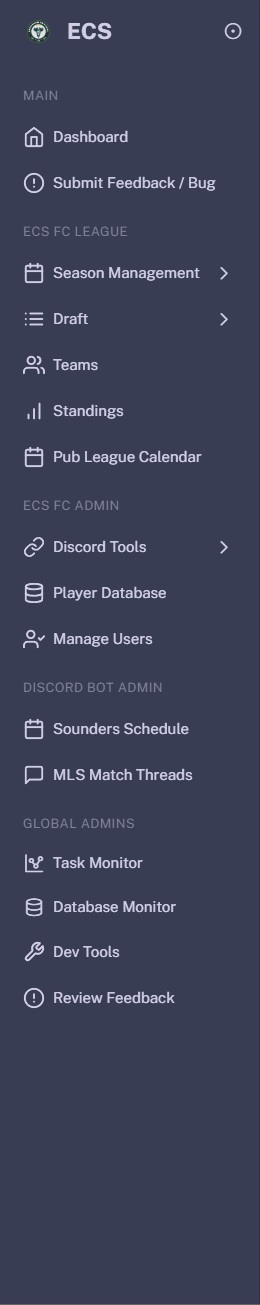 ECS
MAIN
Dashboard
Submit Feedback / Bug
ECS FC LEAGUE
Season Management
Draft
Teams
Standings
Pub League Calendar
ECS FC ADMIN
Discord Tools
Player Database
Manage Users
DISCORD BOT ADMIN
Sounders Schedule
MLS Match Threads
GLOBAL ADMINS
Task Monitor
Database Monitor
Dev Tools
Review Feedback